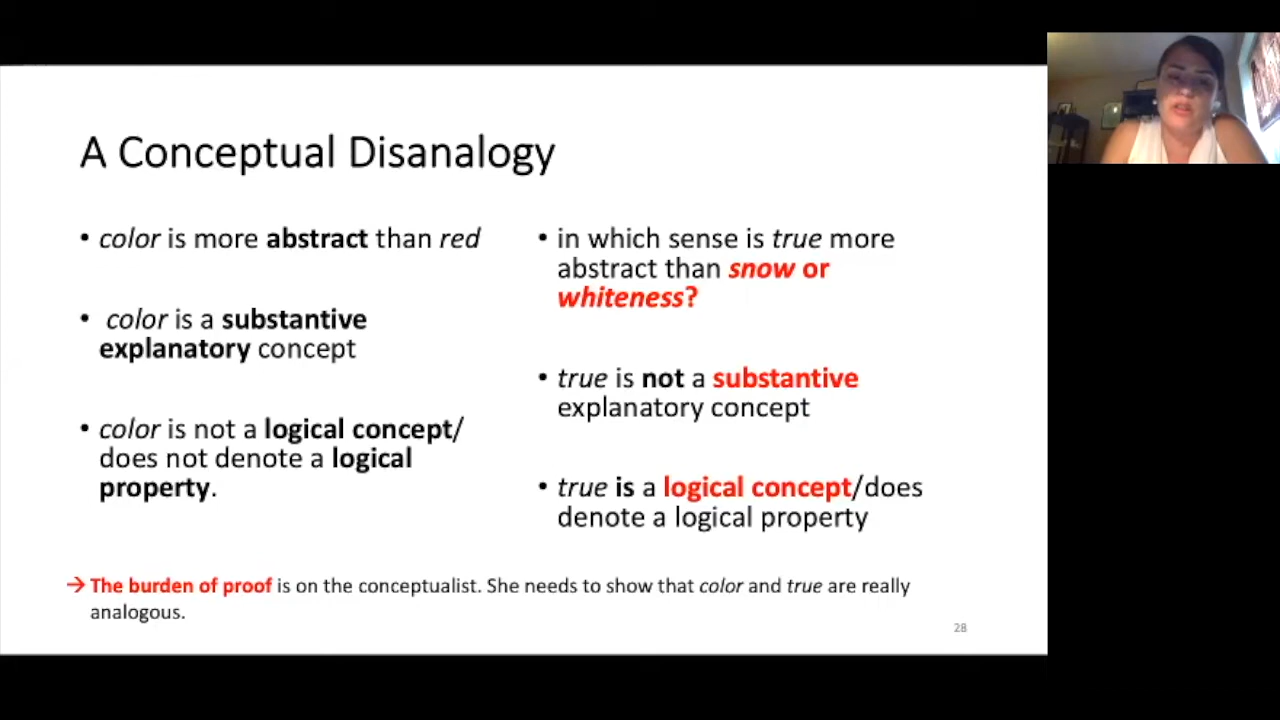 A Conceptual Disanalogy
• color is more abstract than red
• color is a substantive
explanatory concept
• color is not a logical concept/
does not denote a logical
property.
• in which sense is true more
abstract than snow or
whiteness?
• true is not a substantive
explanatory concept
• true is a logical concept/does
denote a logical property
→ The burden of proof is on the conceptualist. She needs to show that color and true are really
analogous.
28